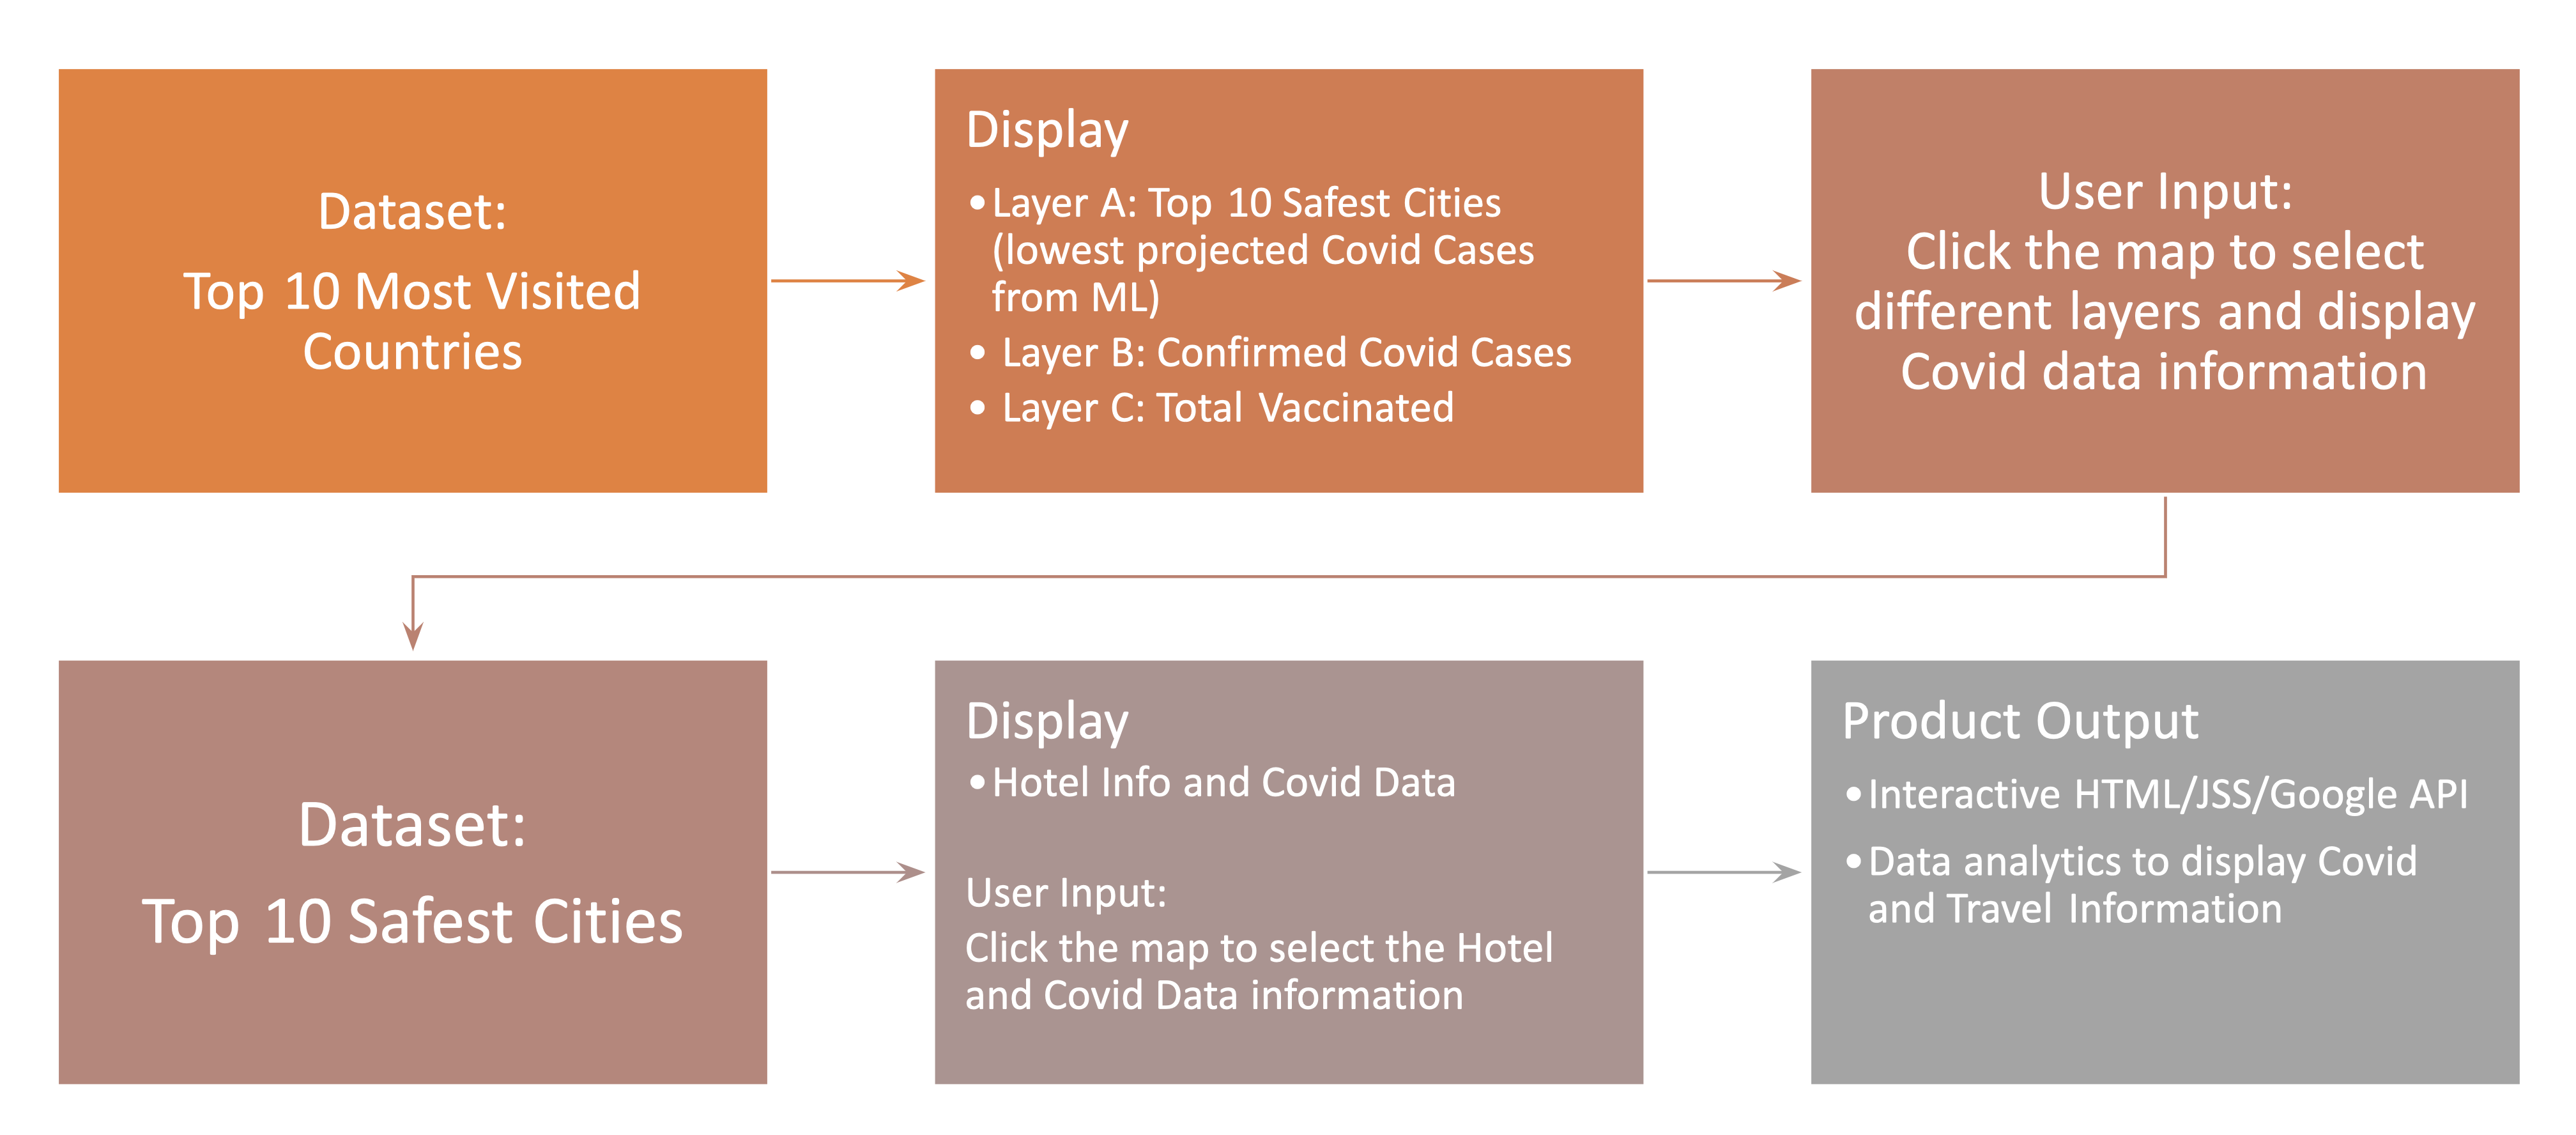 Dataset:
Top 10 Most Visited
Countries
Display
•Layer A: Top 10 Safest Cities
(lowest projected Covid Cases
from ML)
• Layer B: Confirmed Covid Cases
• Layer C: Total Vaccinated
User Input:
Click the map to select
different layers and display
Covid data information
Dataset:
Top 10 Safest Cities
Display
•Hotel Info and Covid Data
User Input:
Click the map to select the Hotel
and Covid Data information
Product Output
•Interactive HTML/JSS/Google API
•Data analytics to display Covid
and Travel Information